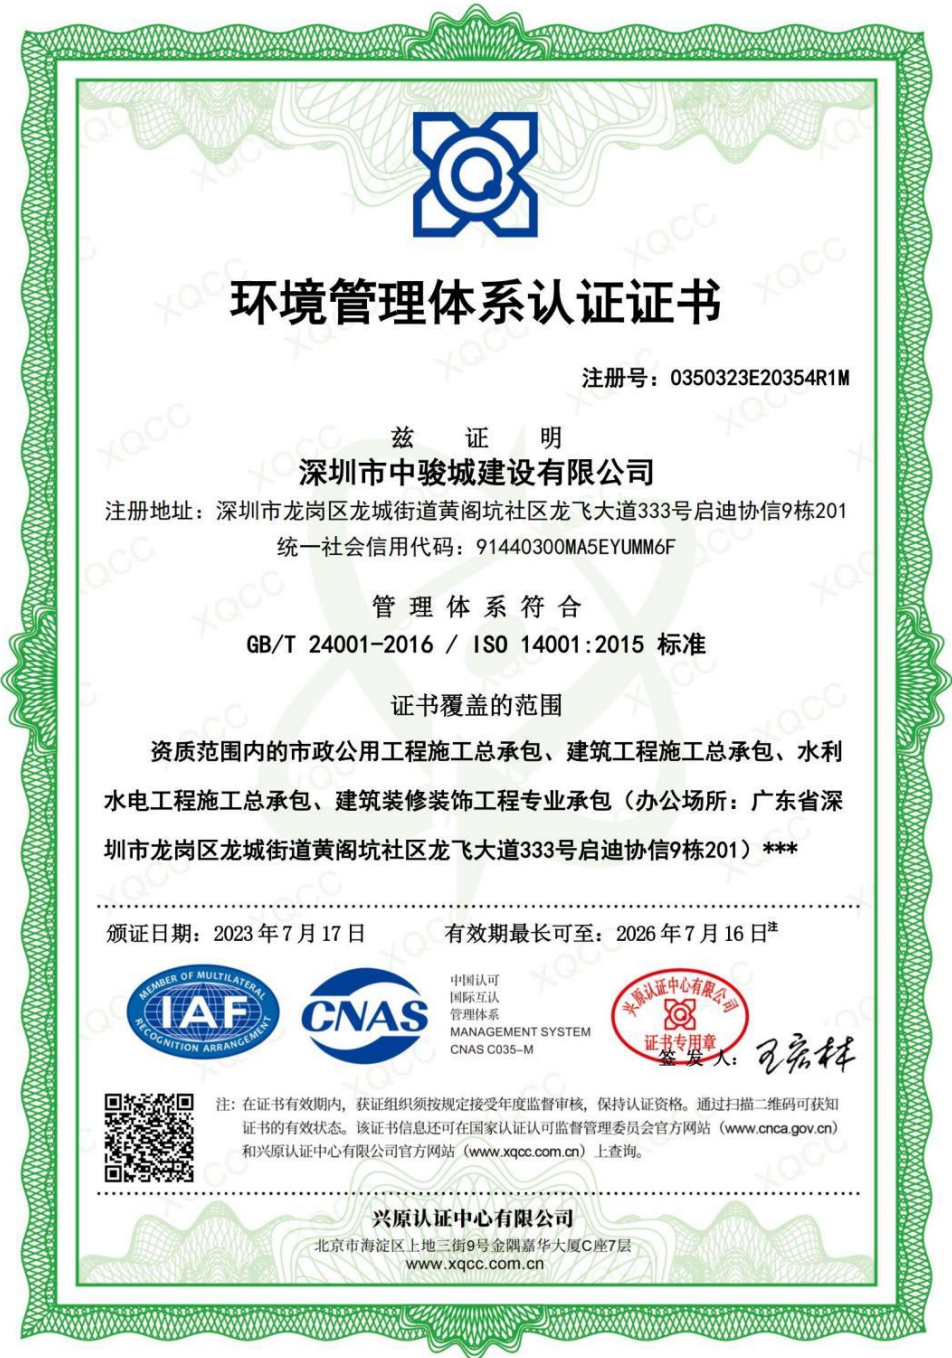 环境管理体系认证证书
注册号：0350323E20354R1M
兹 证 明
深圳市中骏城建设有限公司
注册地址：深圳市龙岗区龙城街道黄阁坑社区龙飞大道333号启迪协信9栋201
统一社会信用代码：91440300MA5EYUMM6F
管 理 体 系 符 合
GB/T 24001-2016 / ISO 14001:2015 标准
证书覆盖的范围
资质范围内的市政公用工程施工总承包、建筑工程施工总承包、水利
水电工程施工总承包、建筑装修装饰工程专业承包（办公场所：广东省深
圳市龙岗区龙城街道黄阁坑社区龙飞大道333号启迪协信9栋201）***
颁证日期：2023 年 7 月 17 日
有效期最长可至：2026 年 7 月 16 日注
MEMBER OF MULTILATERAL
IAF
RECOGNITION ARRANGEMENT
CNAS
中国认可
国际互认
管理体系
MANAGEMENT SYSTEM
CNAS C035-M
兴原认证中心有限公司
证书专用章
签 发 人：
注：在证书有效期内，获证组织须按规定接受年度监督审核，保持认证资格。通过扫描二维码可获知
证书的有效状态。该证书信息还可在国家认证认可监督管理委员会官方网站（www.cnca.gov.cn）
和兴原认证中心有限公司官方网站（www.xqcc.com.cn）上查询。
兴原认证中心有限公司
北京市海淀区上地三街9号金隅嘉华大厦C座7层
www.xqcc.com.cn
XQCC